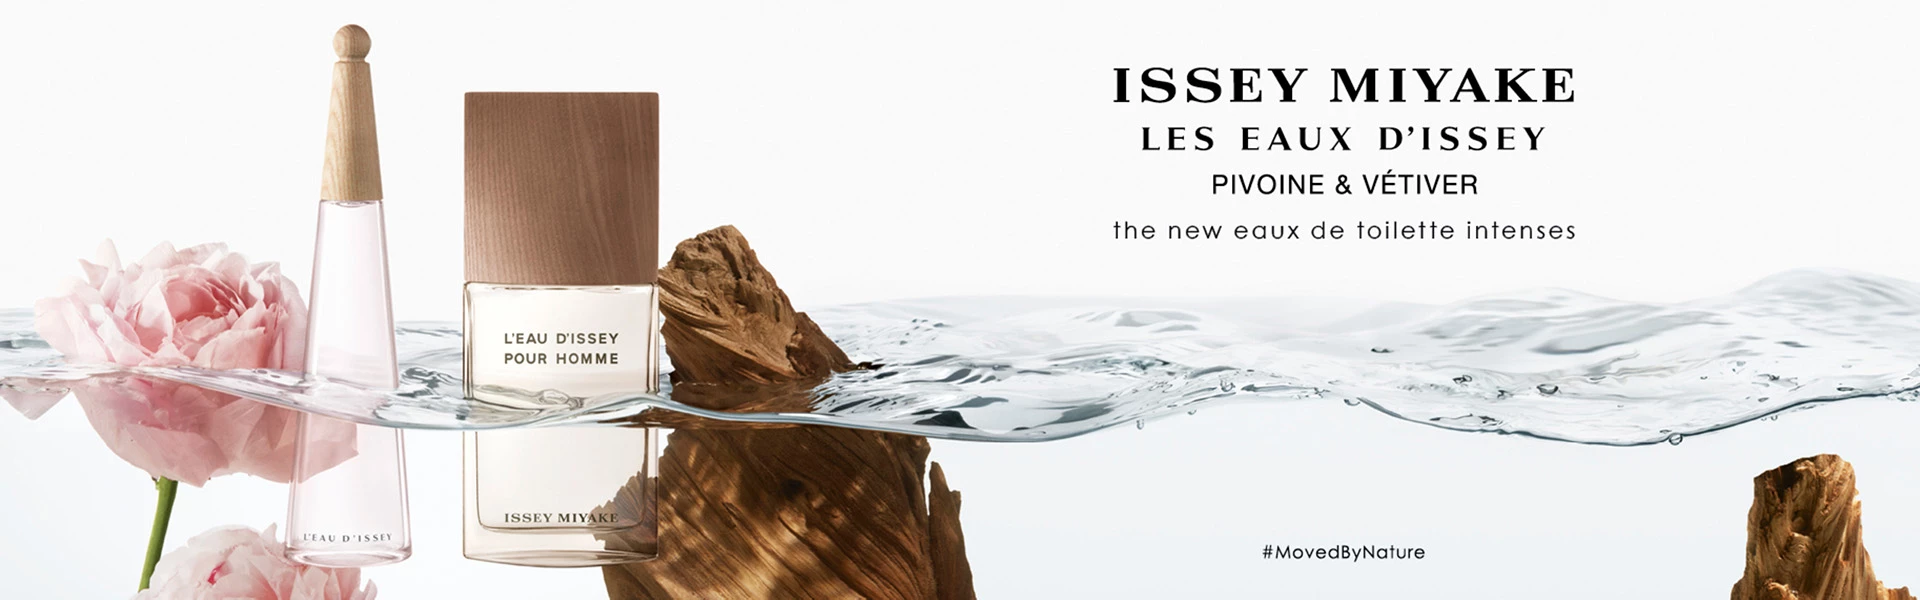 ISSEY MIYAKE
LES EAUX D'ISSEY
PIVOINE & VÉTIVER
the new eaux de toilette intenses
L'EAU D'ISSEY
POUR HOMME
ISSEY MIYAKE
L'EAU D'ISSEY
#MovedByNature